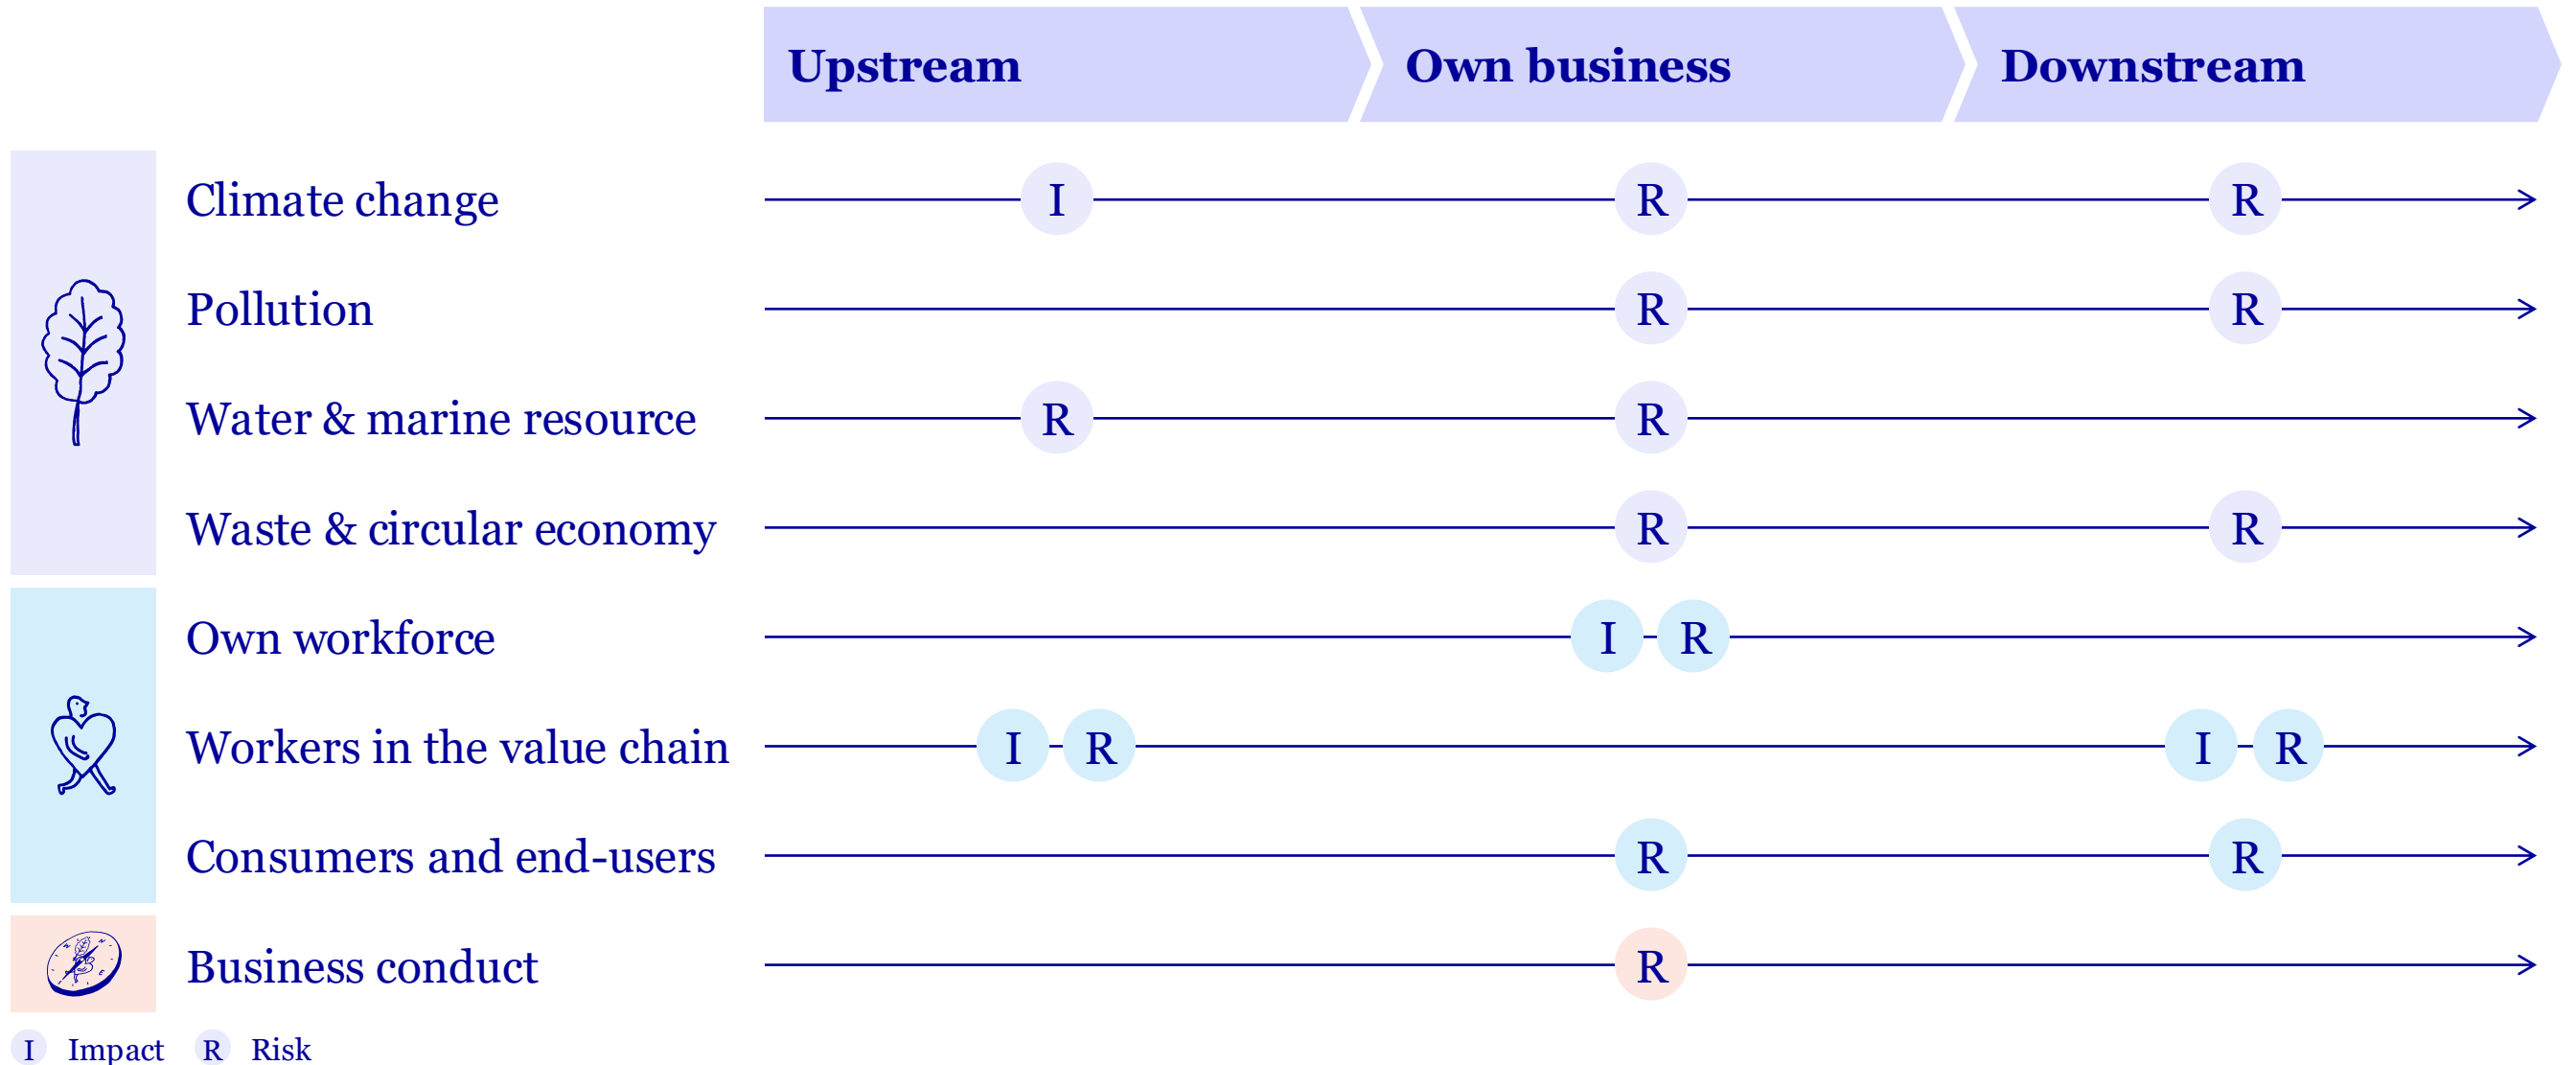 Upstream Own business Downstream
Climate change I R R
Pollution R R
Water & marine resource R R
Waste & circular economy R R
Own workforce I R
Workers in the value chain I R I R
Consumers and end-users R R
Business conduct R
I Impact R Risk